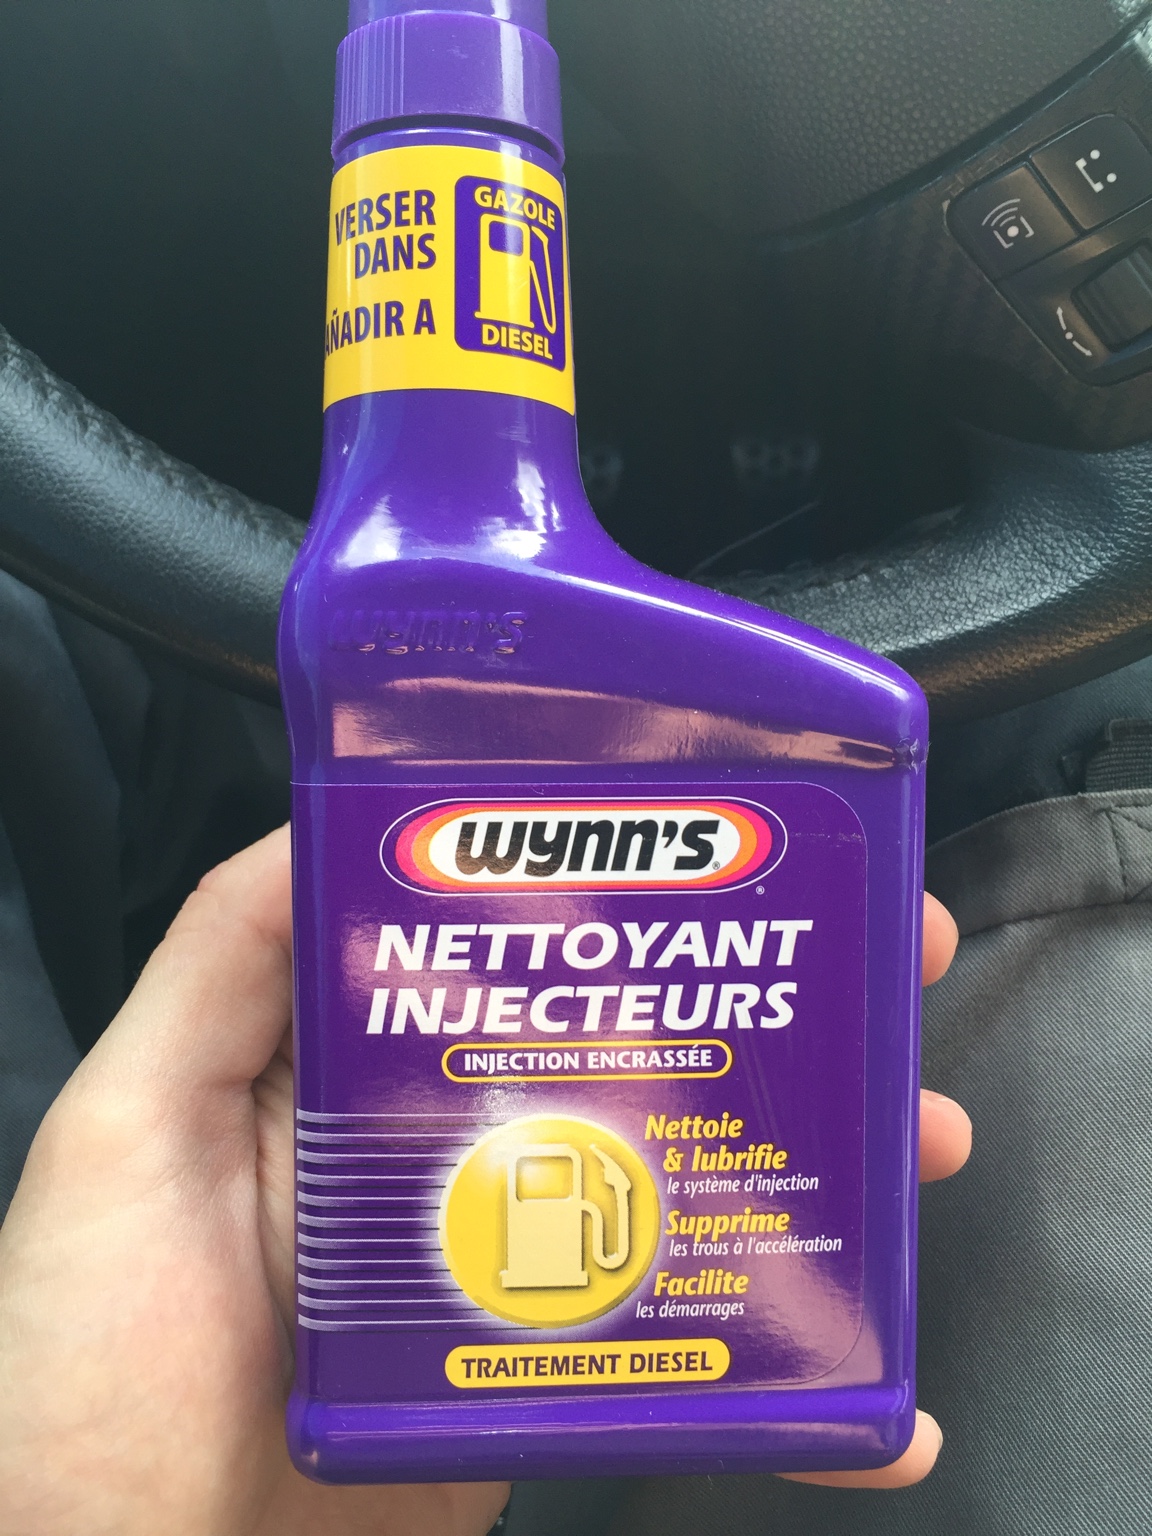 VERSER
DANS
AÑADIR A
GAZOLE
DIESEL
Wynn's
wynn's®
®
NETTOYANT
INJECTEURS
INJECTION ENCRASSÉE
Nettoie
& lubrifie
le système d'injection
Supprime
les trous à l'accélération
Facilite
les démarrages
TRAITEMENT DIESEL